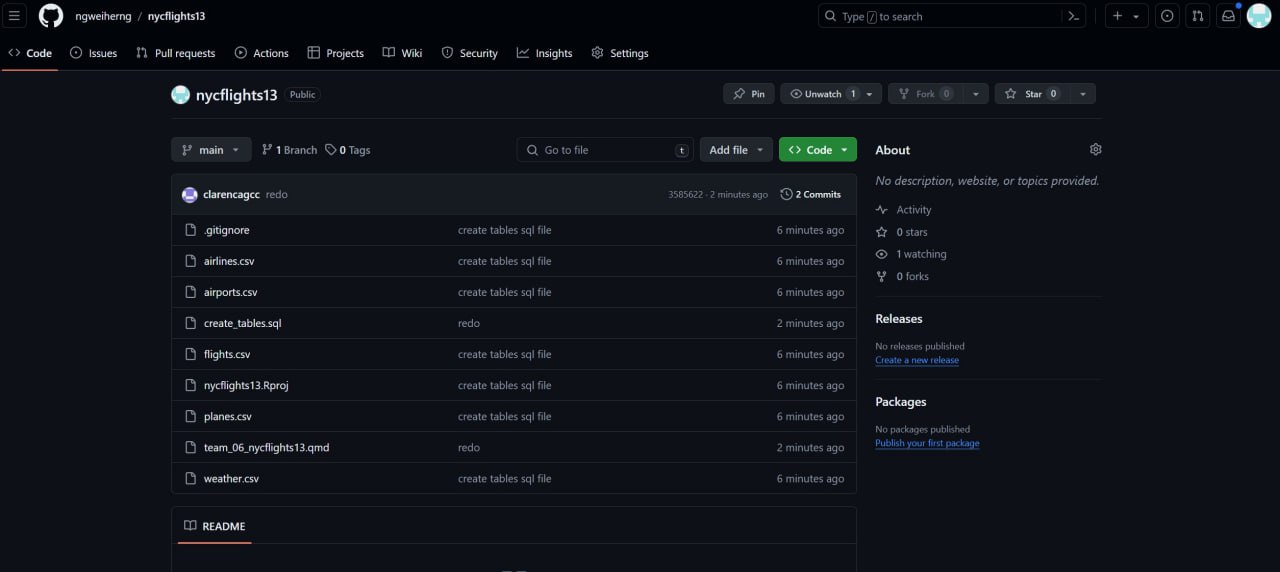 ngweiherng / nycflights13
Type / to search
Code Issues Pull requests Actions Projects Wiki Security Insights Settings
nycflights13 Public
Pin Unwatch 1 Fork 0 Star 0
main 1 Branch 0 Tags
Go to file t Add file Code
clarencagcc redo 3585622 · 2 minutes ago 2 Commits
.gitignore create tables sql file 6 minutes ago
airlines.csv create tables sql file 6 minutes ago
airports.csv create tables sql file 6 minutes ago
create_tables.sql redo 2 minutes ago
flights.csv create tables sql file 6 minutes ago
nycflights13.Rproj create tables sql file 6 minutes ago
planes.csv create tables sql file 6 minutes ago
team_06_nycflights13.qmd redo 2 minutes ago
weather.csv create tables sql file 6 minutes ago
README
About
No description, website, or topics provided.
Activity
0 stars
1 watching
0 forks
Releases
No releases published
Create a new release
Packages
No packages published
Publish your first package